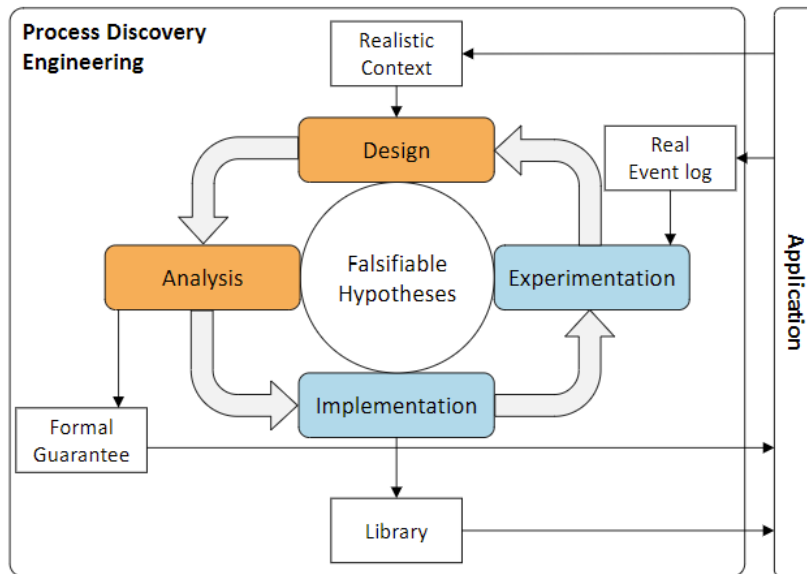 Process Discovery
Engineering
Realistic
Context
Design
Real
Event log
Analysis
Falsifiable
Hypotheses
Experimentation
Application
Implementation
Formal
Guarantee
Library